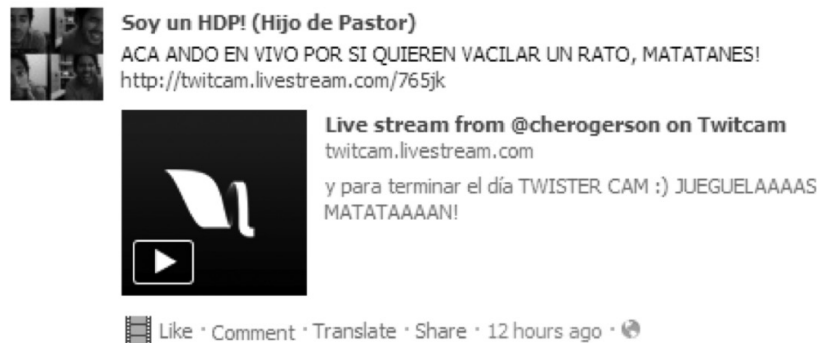 Soy un HDP! (Hijo de Pastor)
ACA ANDO EN VIVO POR SI QUIEREN VACILAR UN RATO, MATATANES!
http://twitcam.livestream.com/765jk
Live stream from @cherogerson on Twitcam
twitcam.livestream.com
y para terminar el día TWISTER CAM :) JUEGUELAAAAS
MATATAAAAN!
Like · Comment · Translate · Share · 12 hours ago ·